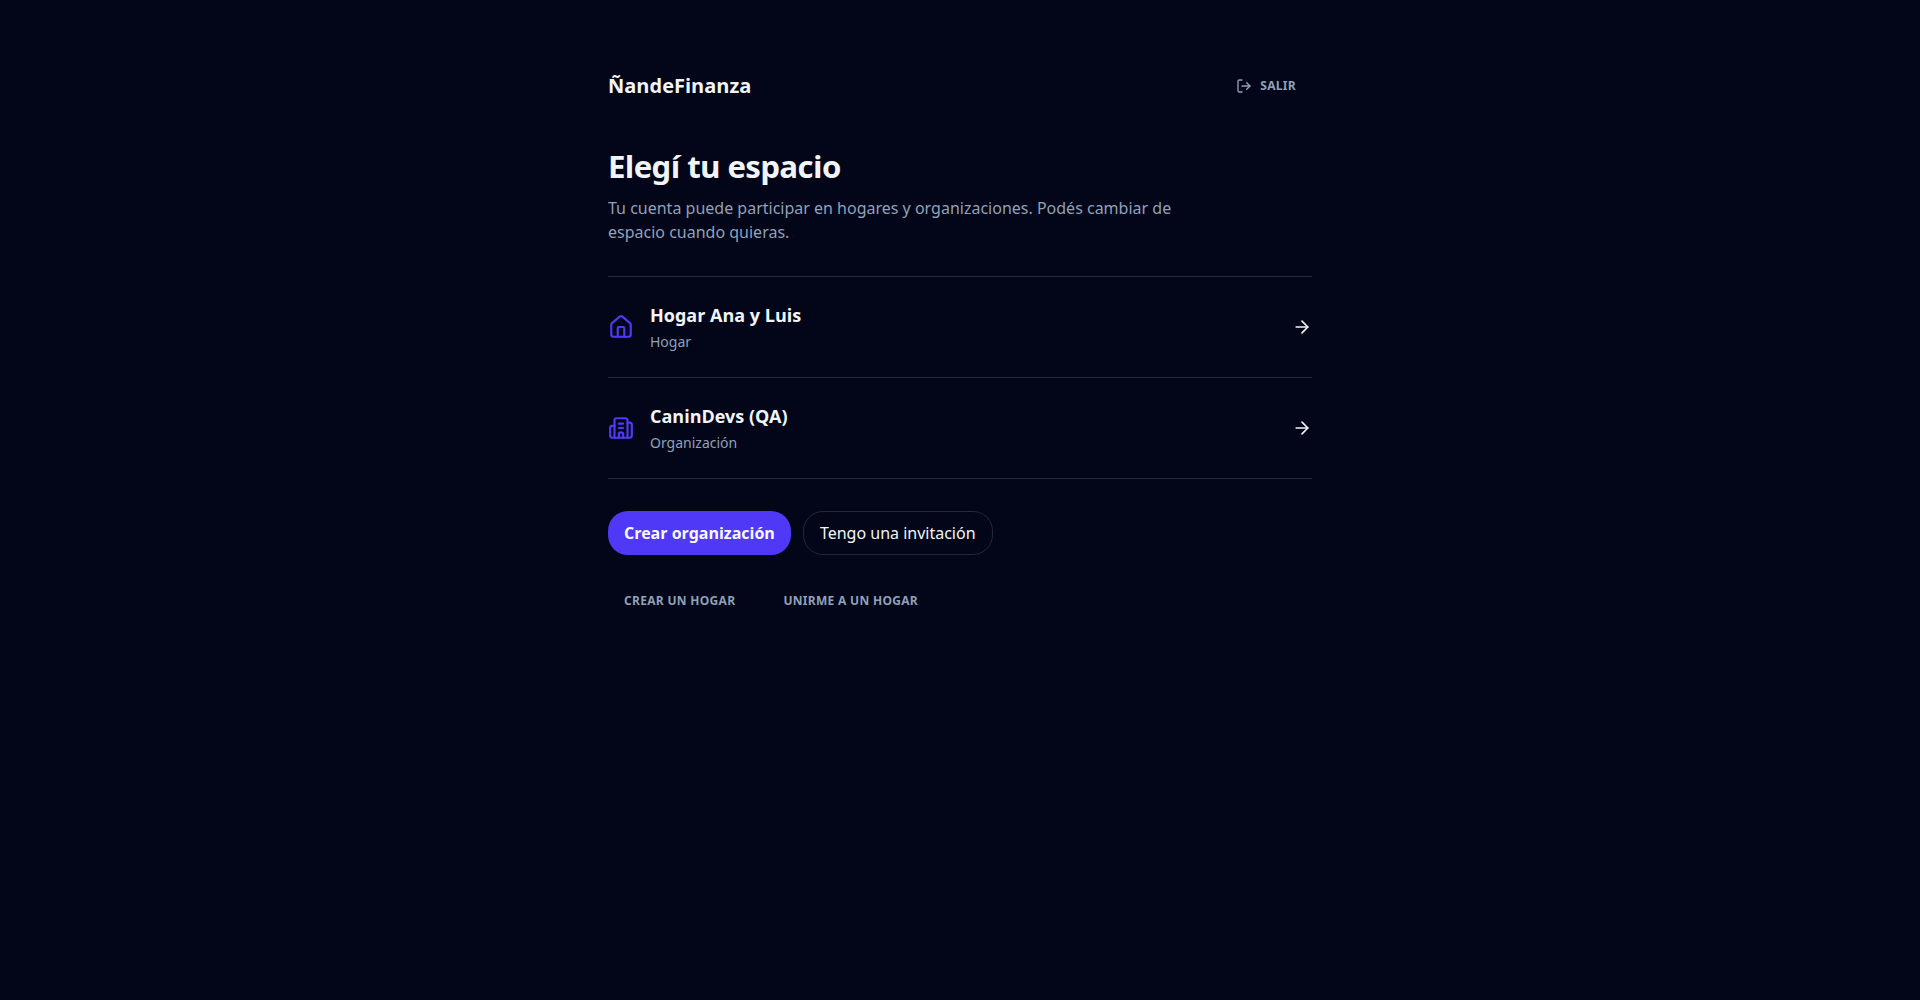 ÑandeFinanza
SALIR
Elegí tu espacio
Tu cuenta puede participar en hogares y organizaciones. Podés cambiar de
espacio cuando quieras.
Hogar Ana y Luis
Hogar
CaninDevs (QA)
Organización
Crear organización
Tengo una invitación
CREAR UN HOGAR
UNIRME A UN HOGAR